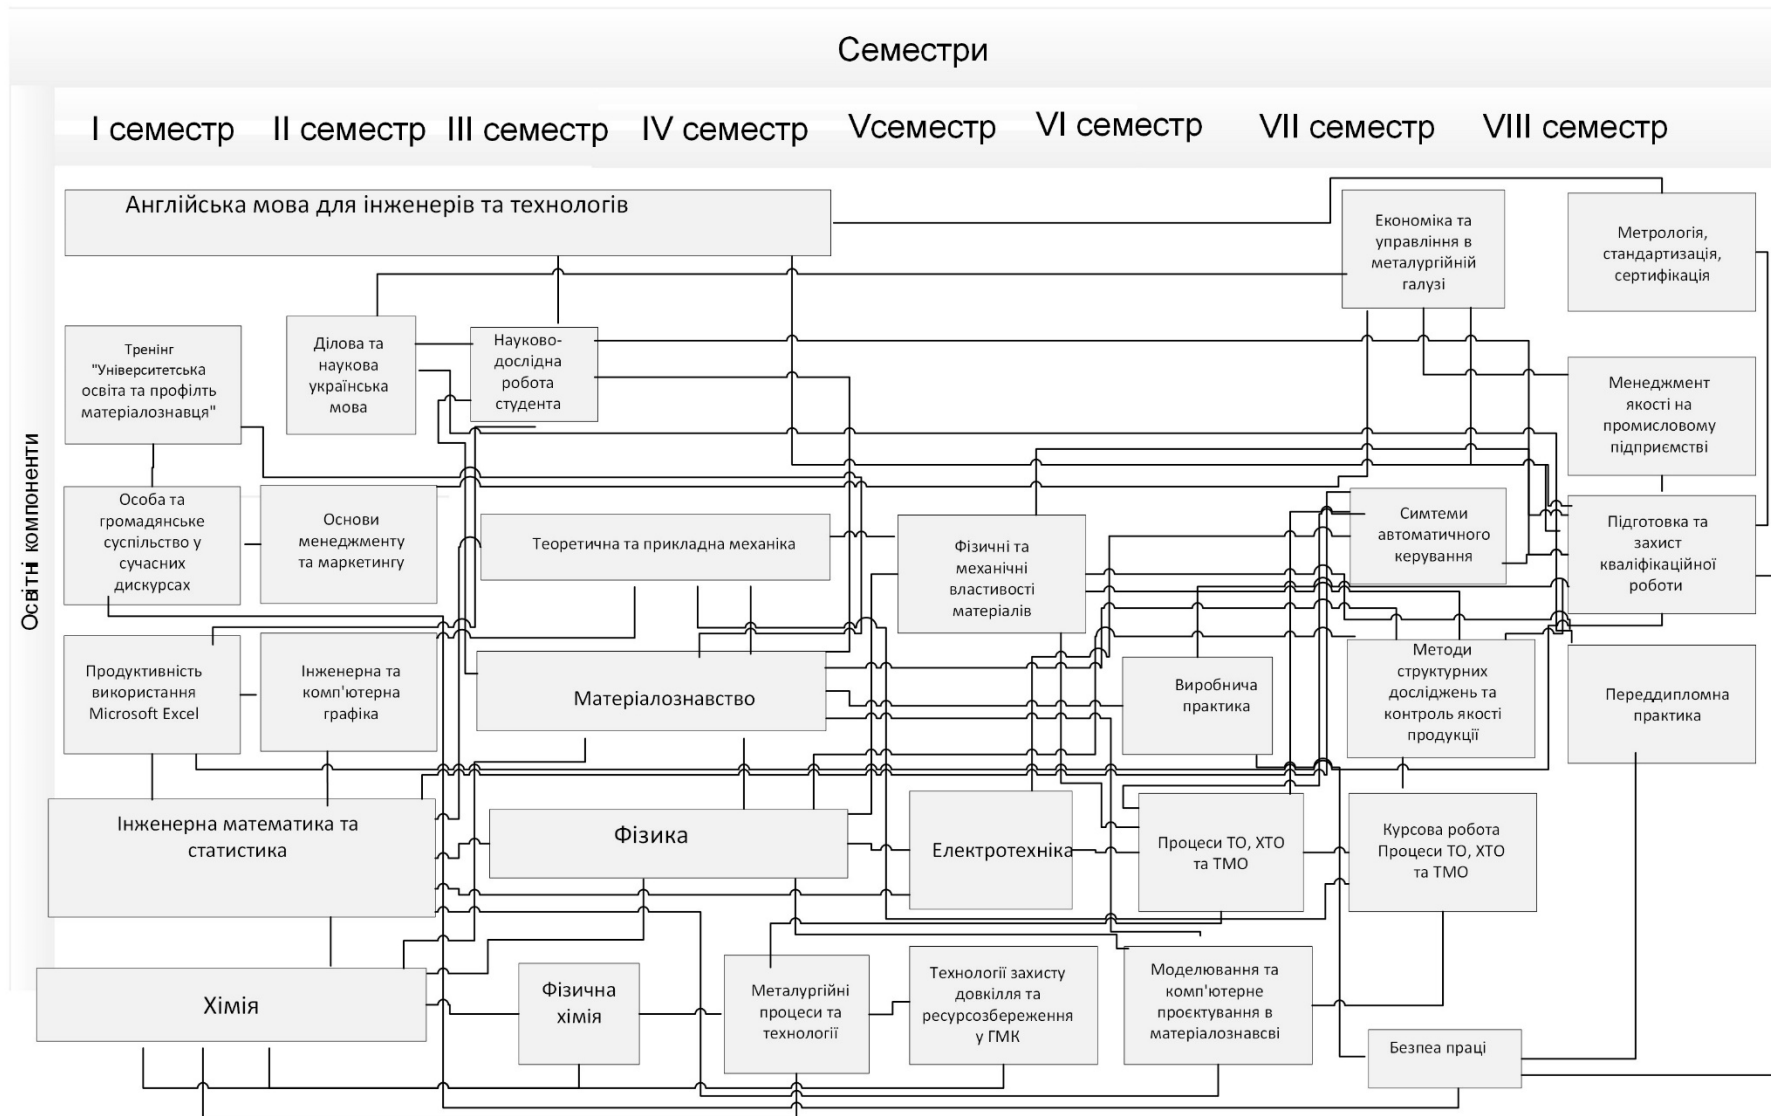 Семестри
I семестр
II семестр
III семестр
IV семестр
Vсеместр
VI семестр
VII семестр
VIII семестр
Освітні компоненти
Англійська мова для інженерів та технологів
Економіка та
управління в
металургійній
галузі
Метрологія,
стандартизація,
сертифікація
Тренінг
"Університетська
освіта та профілть
матеріалознавця"
Ділова та
наукова
українська
мова
Науково-
дослідна
робота
студента
Менеджмент
якості на
промисловому
підприємстві
Особа та
громадянське
суспільство у
сучасних
дискурсах
Основи
менеджменту
та маркетингу
Теоретична та прикладна механіка
Фізичні та
механічні
властивості
матеріалів
Симтеми
автоматичного
керування
Підготовка та
захист
кваліфікаційної
роботи
Продуктивність
використання
Microsoft Excel
Інженерна та
комп'ютерна
графіка
Матеріалознавство
Виробнича
практика
Методи
структурних
досліджень та
контроль якості
продукції
Переддипломна
практика
Інженерна математика та
статистика
Фізика
Електротехніка
Процеси ТО, ХТО
та ТМО
Курсова робота
Процеси ТО, ХТО
та ТМО
Хімія
Фізична
хімія
Металургійні
процеси та
технології
Технології захисту
довкілля та
ресурсозбереження
у ГМК
Моделювання та
комп'ютерне
проєктування в
матеріалознавсві
Безпеа праці